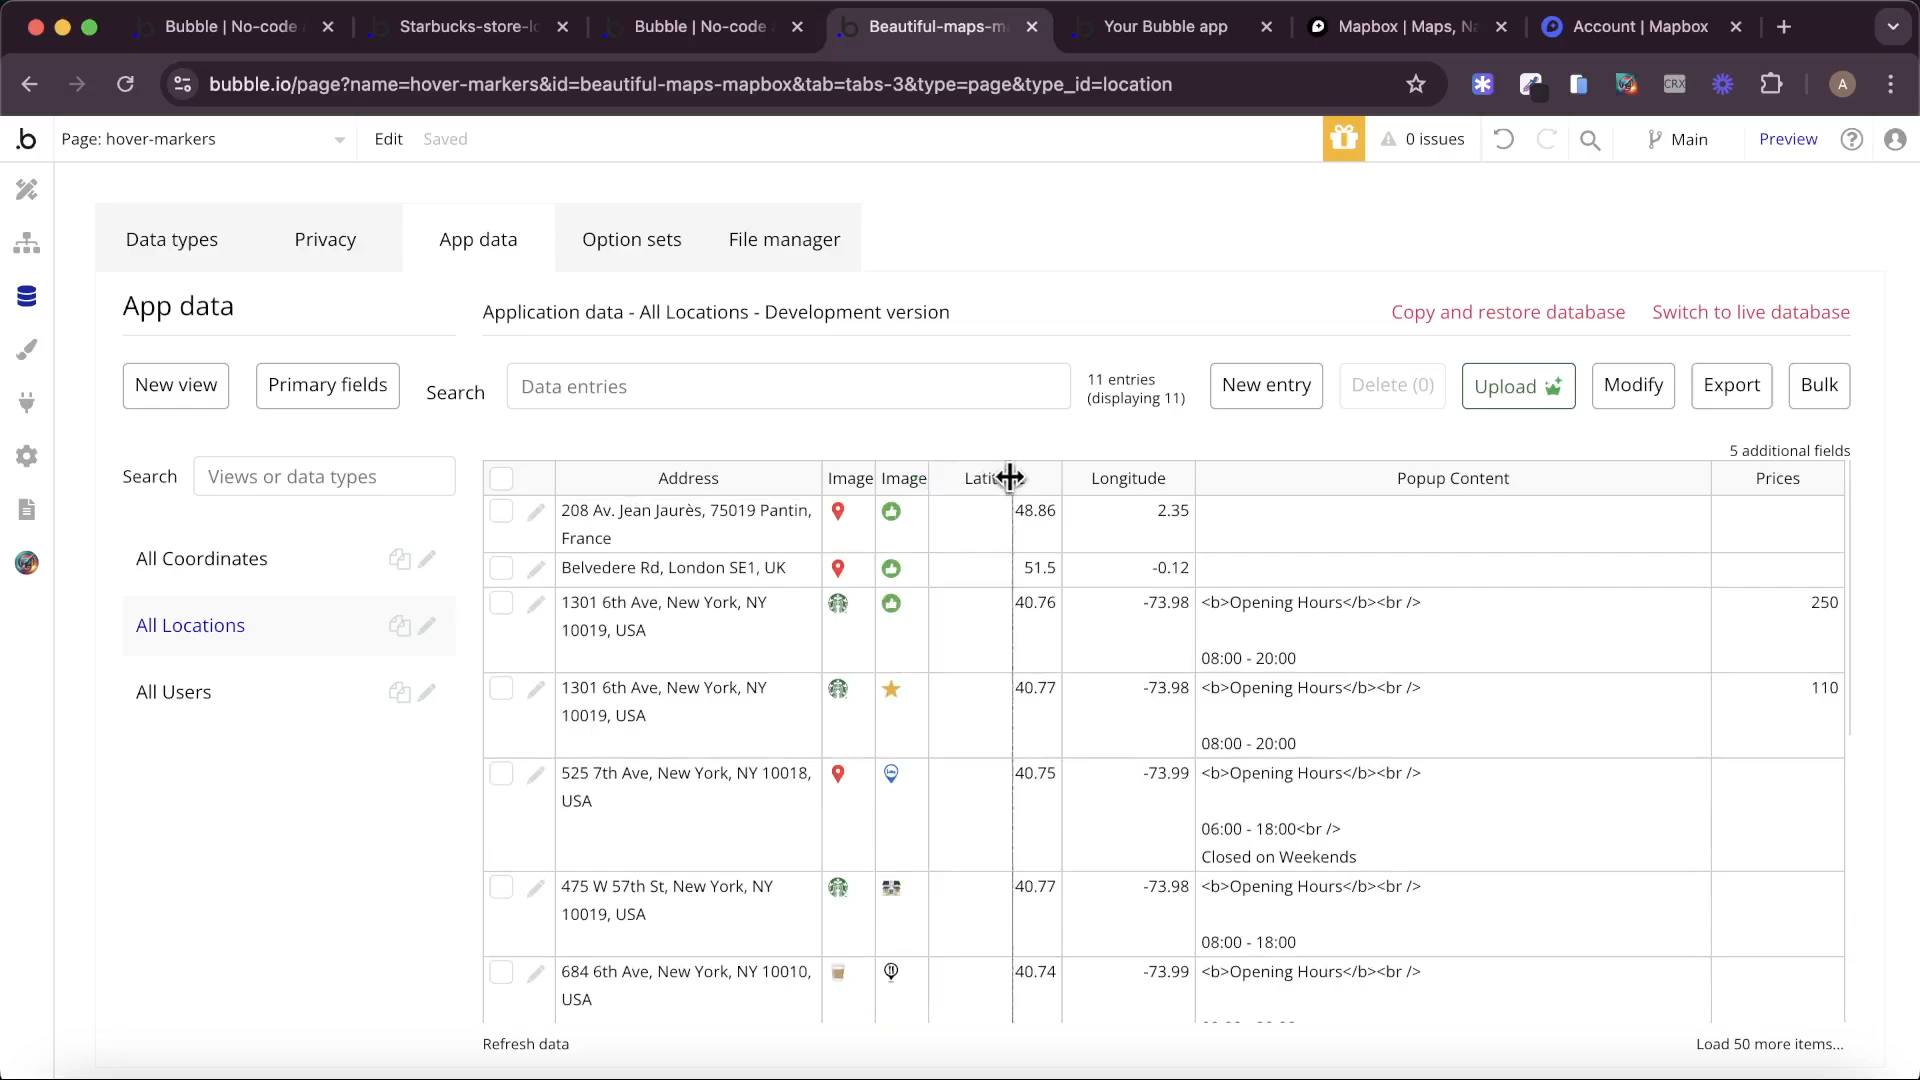 Bubble | No-code
Starbucks-store-lo
Bubble | No-code
Beautiful-maps-m
Your Bubble app
Mapbox | Maps, Na
Account | Mapbox
bubble.io/page?name=hover-markers&id=beautiful-maps-mapbox&tab=tabs-3&type=page&type_id=location
CRX
A
.b
Page: hover-markers
Edit
Saved
0 issues
Main
Preview
Data types
Privacy
App data
Option sets
File manager
App data
Application data - All Locations - Development version
Copy and restore database
Switch to live database
New view
Primary fields
Search
Data entries
11 entries
(displaying 11)
New entry
Delete (0)
Upload
Modify
Export
Bulk
5 additional fields
Search
Views or data types
All Coordinates
All Locations
All Users
Address Image Image Longitude Popup Content Prices
208 Av. Jean Jaurès, 75019 Pantin, 48.86 2.35
France
Belvedere Rd, London SE1, UK 51.5 -0.12
1301 6th Ave, New York, NY 40.76 -73.98 <b>Opening Hours</b><br /> 250
10019, USA
08:00 - 20:00
1301 6th Ave, New York, NY 40.77 -73.98 <b>Opening Hours</b><br /> 110
10019, USA
08:00 - 20:00
525 7th Ave, New York, NY 10018, 40.75 -73.99 <b>Opening Hours</b><br />
USA
06:00 - 18:00<br />
Closed on Weekends
475 W 57th St, New York, NY 40.77 -73.98 <b>Opening Hours</b><br />
10019, USA
08:00 - 18:00
684 6th Ave, New York, NY 10010, 40.74 -73.99 <b>Opening Hours</b><br />
USA
Refresh data
Load 50 more items...